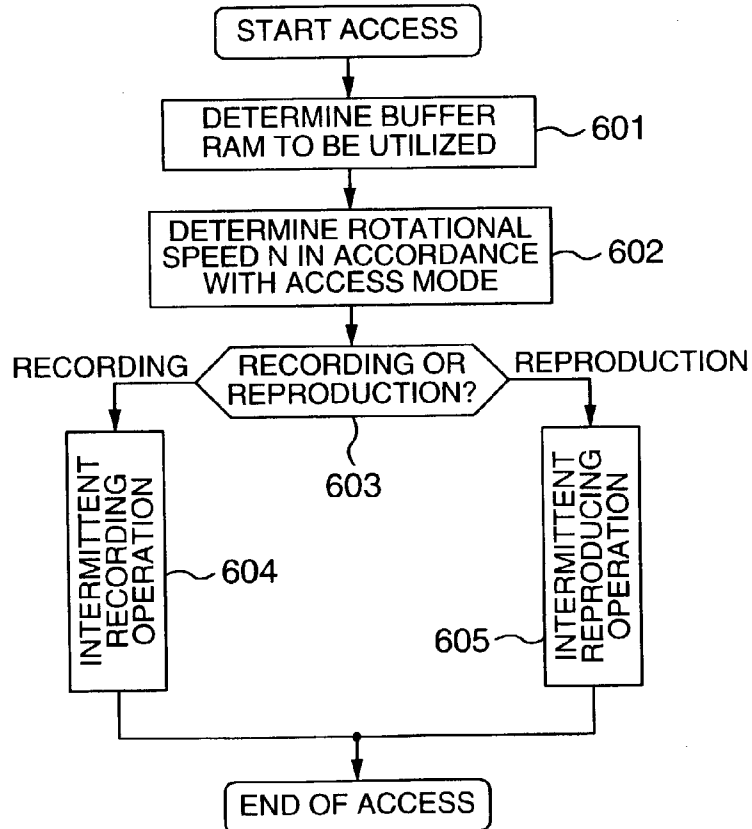 START ACCESS
DETERMINE BUFFER
RAM TO BE UTILIZED
601
DETERMINE ROTATIONAL
SPEED N IN ACCORDANCE
WITH ACCESS MODE
602
RECORDING
RECORDING OR
REPRODUCTION?
REPRODUCTION
603
INTERMITTENT
RECORDING
OPERATION
604
INTERMITTENT
REPRODUCING
OPERATION
605
END OF ACCESS